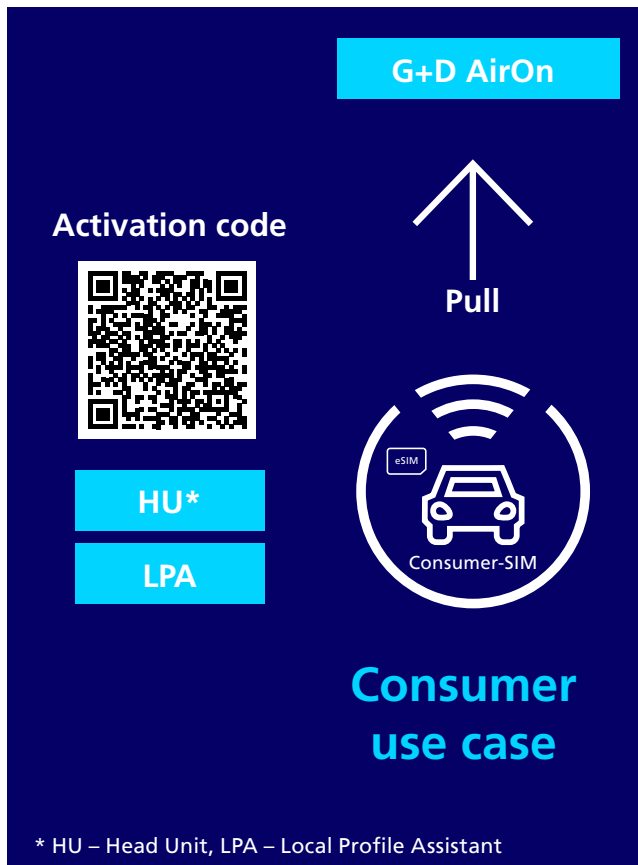 G+D AirOn
Activation code
Pull
eSIM
HU*
Consumer-SIM
LPA
Consumer
use case
* HU – Head Unit, LPA – Local Profile Assistant